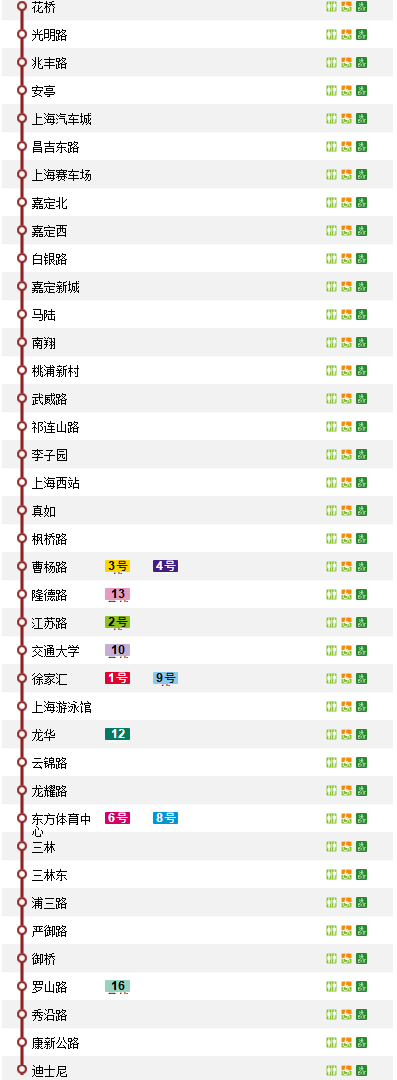 花桥
光明路
兆丰路
安亭
上海汽车城
昌吉东路
上海赛车场
嘉定北
嘉定西
白银路
嘉定新城
马陆
南翔
桃浦新村
武威路
祁连山路
李子园
上海西站
真如
枫桥路
曹杨路 3号 4号
隆德路 13
江苏路 2号
交通大学 10
徐家汇 1号 9号
上海游泳馆
龙华 12
云锦路
龙耀路
东方体育中 6号 8号
心
三林
三林东
浦三路
严御路
御桥
罗山路 16
秀沿路
康新公路
迪士尼